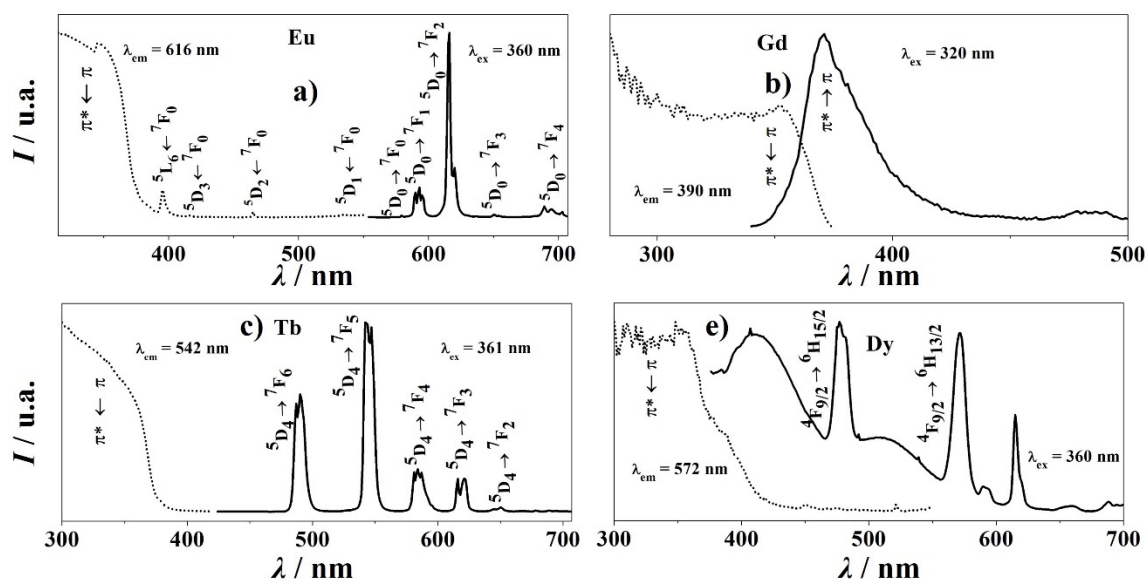 I / u.a.
λem = 616 nm
Eu
λex = 360 nm
a)
π* ← π
⁵L₆←⁷F₀
⁵D₃←⁷F₀
⁵D₂←⁷F₀
⁵D₁←⁷F₀
⁵D₀→⁷F₀
⁵D₀→⁷F₁
⁵D₀→⁷F₂
⁵D₀→⁷F₃
⁵D₀→⁷F₄
400 500 600 700
λ / nm
Gd
λex = 320 nm
b)
π* → π
π* ← π
λem = 390 nm
300 400 500
λ / nm
I / u.a.
c) Tb
λem = 542 nm
λex = 361 nm
π* ← π
⁵D₄→⁷F₆
⁵D₄→⁷F₅
⁵D₄→⁷F₄
⁵D₄→⁷F₃
⁵D₄→⁷F₂
300 400 500 600 700
λ / nm
e)
Dy
π* ← π
⁴F₉/₂→⁶H₁₅/₂
⁴F₉/₂→⁶H₁₃/₂
λem = 572 nm
λex = 360 nm
300 400 500 600 700
λ / nm